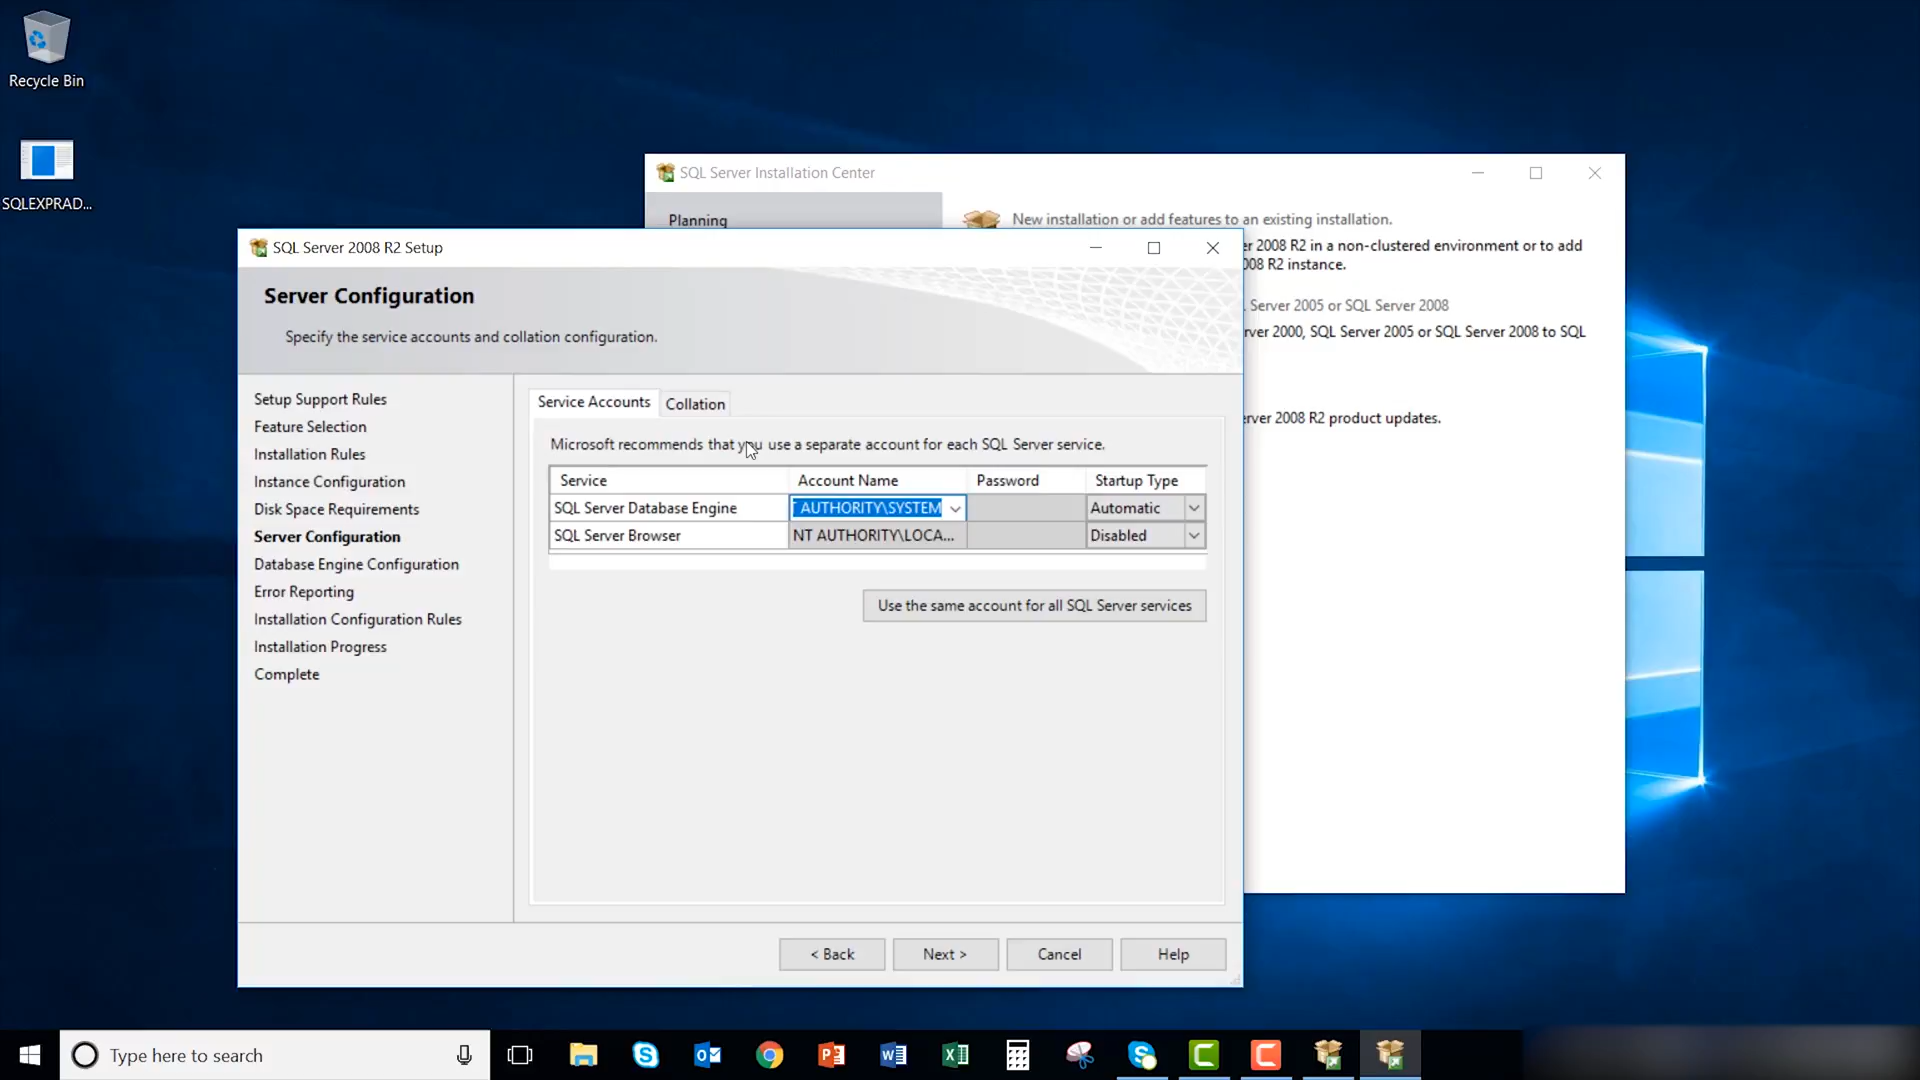 Recycle Bin
SQLEXPRAD...
SQL Server Installation Center
Planning
New installation or add features to an existing installation.
er 2008 R2 in a non-clustered environment or to add
008 R2 instance.
Server 2005 or SQL Server 2008
rver 2000, SQL Server 2005 or SQL Server 2008 to SQL
erver 2008 R2 product updates.
SQL Server 2008 R2 Setup
Server Configuration
Specify the service accounts and collation configuration.
Setup Support Rules
Feature Selection
Installation Rules
Instance Configuration
Disk Space Requirements
Server Configuration
Database Engine Configuration
Error Reporting
Installation Configuration Rules
Installation Progress
Complete
Service Accounts
Collation
Microsoft recommends that you use a separate account for each SQL Server service.
Service Account Name Password Startup Type
SQL Server Database Engine AUTHORITY\SYSTEM Automatic
SQL Server Browser NT AUTHORITY\LOCA... Disabled
Use the same account for all SQL Server services
< Back
Next >
Cancel
Help
Type here to search